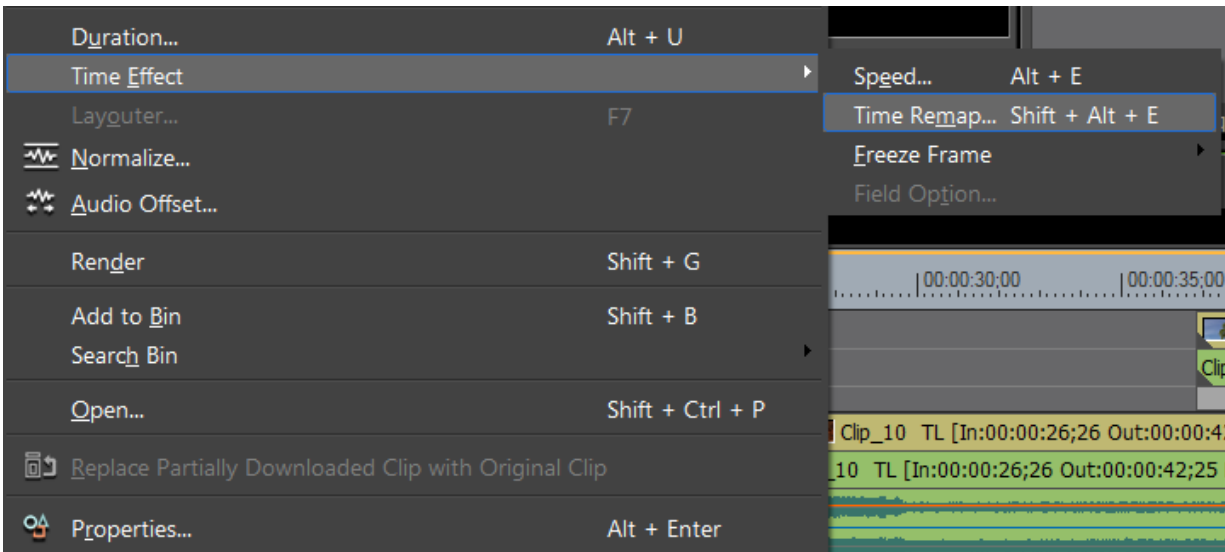 Duration... Alt + U
Time Effect
Layouter... F7
Normalize...
Audio Offset...
Render Shift + G
Add to Bin Shift + B
Search Bin
Open... Shift + Ctrl + P
Replace Partially Downloaded Clip with Original Clip
Properties... Alt + Enter
Speed... Alt + E
Time Remap... Shift + Alt + E
Freeze Frame
Field Option...
00:00:30;00 00:00:35;00
Clip_10 TL [In:00:00:26;26 Out:00:00:4
_10 TL [In:00:00:26;26 Out:00:00:42;25